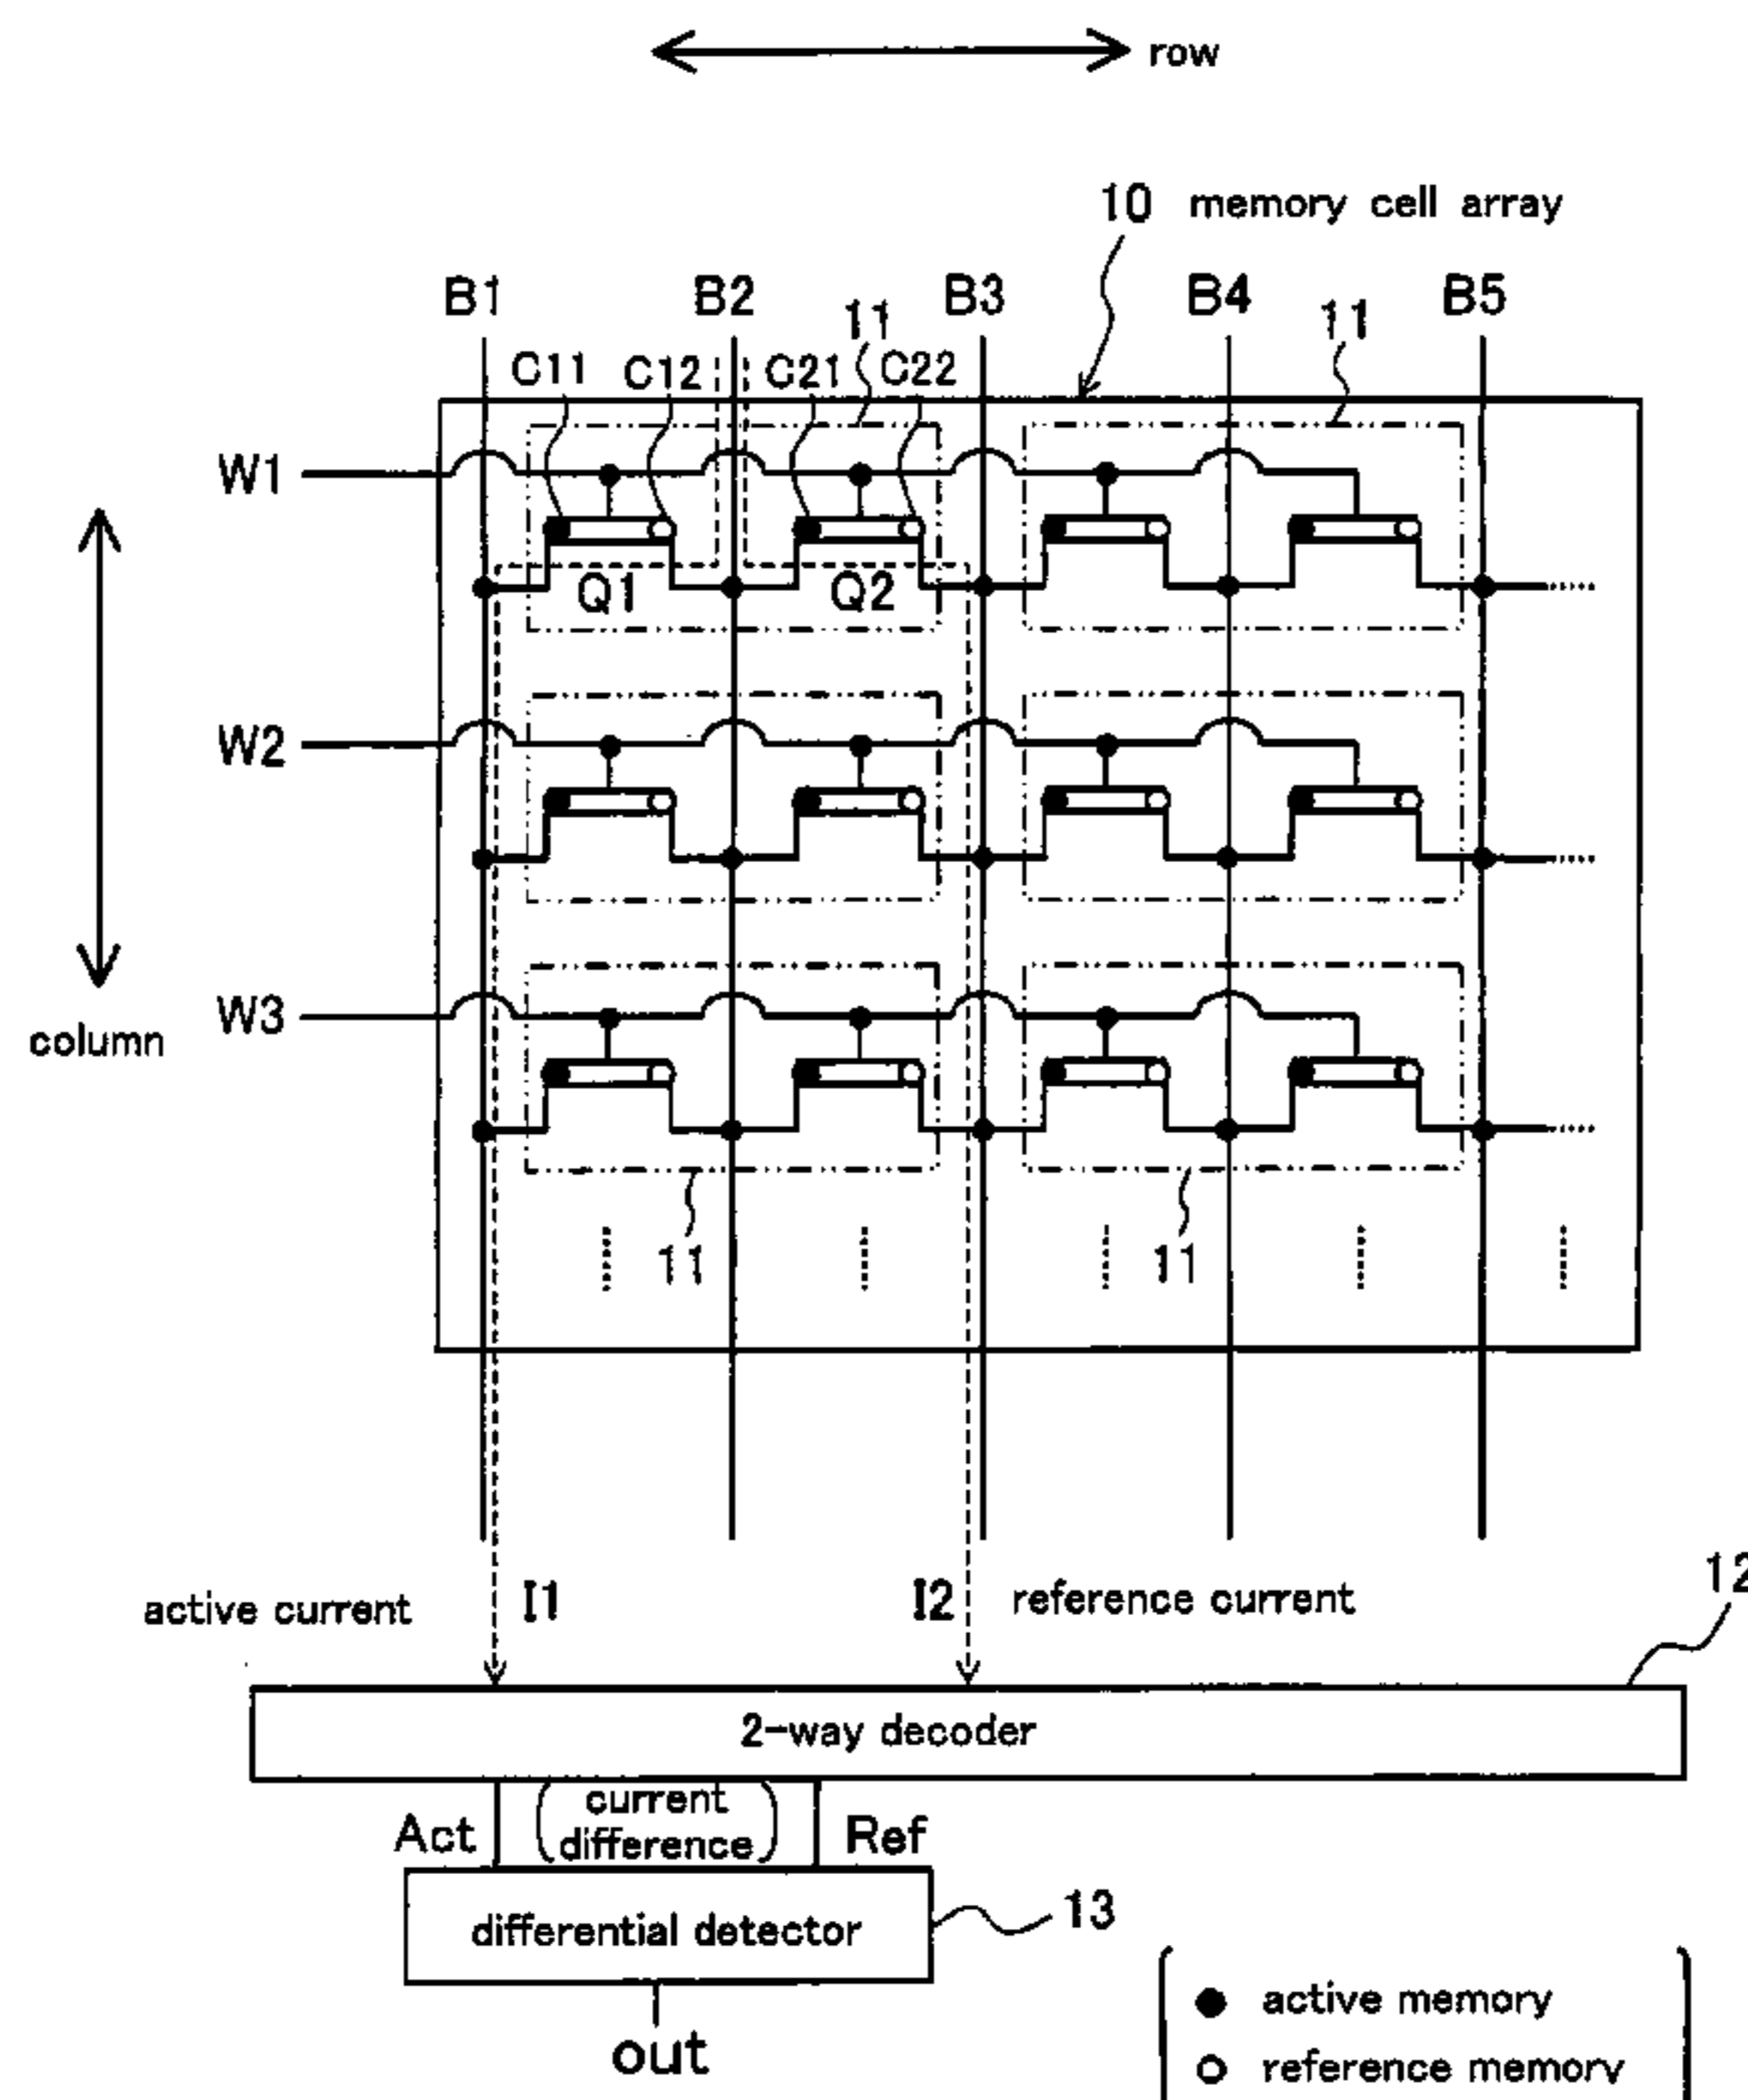 row
10 memory cell array
B1 B2 11 B3 B4 11 B5
C11 C12 C21 C22
W1
Q1 Q2
W2
W3
column
11 11
active current I1 I2 reference current 12
2-way decoder
Act (current difference) Ref
differential detector 13
out
● active memory
○ reference memory